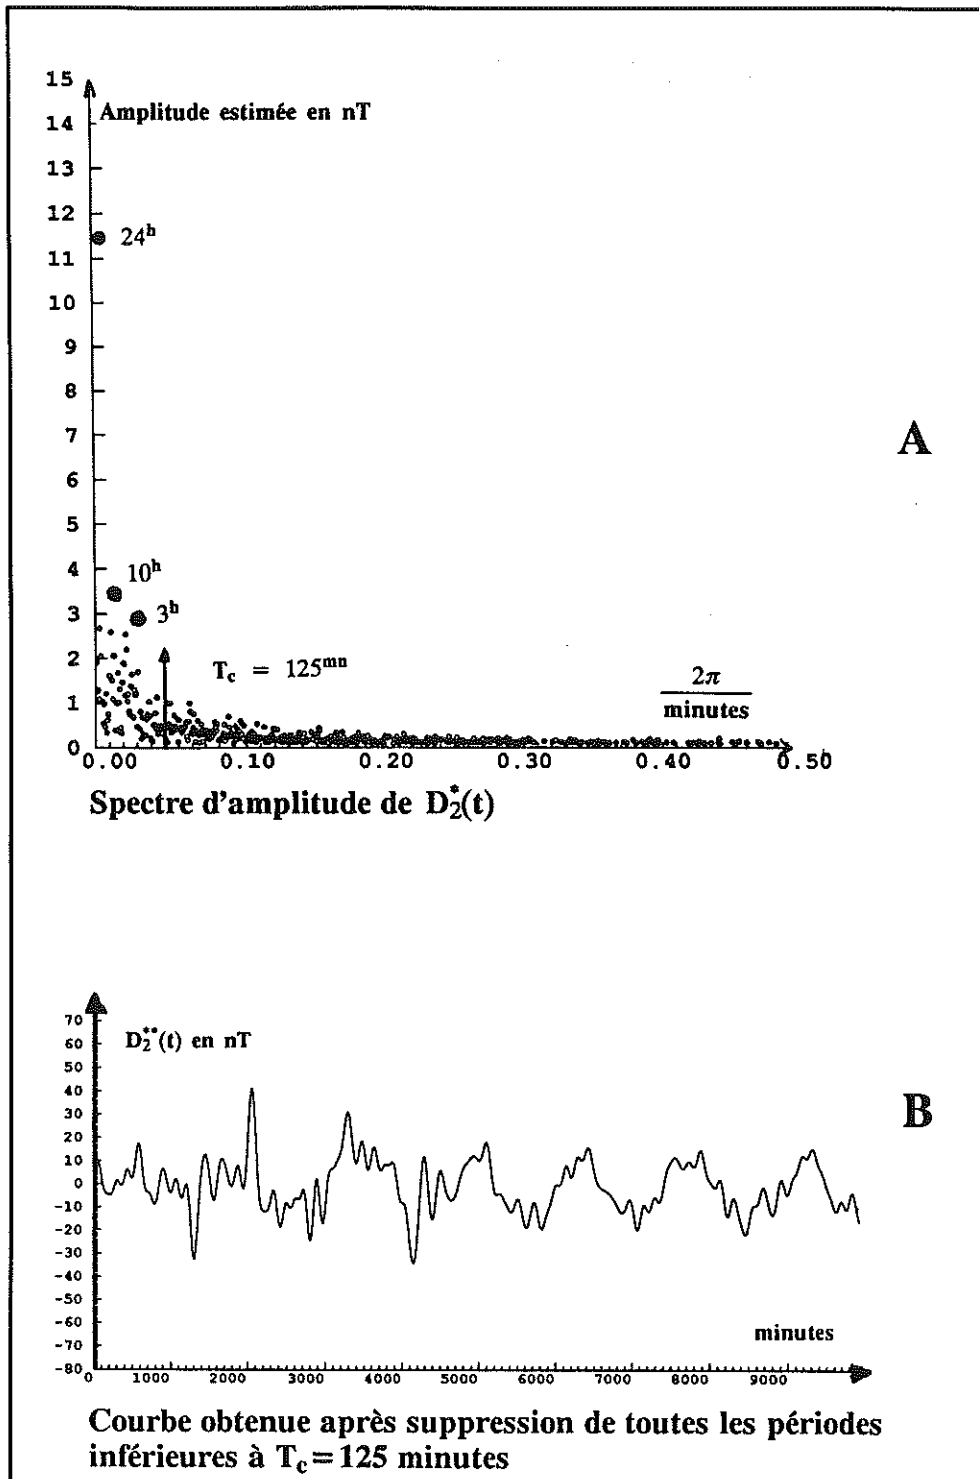 15
Amplitude estimée en nT
14
13
12
24h
11
10
9
8
7
A
6
5
4
10h
3
3h
2
Tc = 125mn
2π
minutes
1
0
0.00 0.10 0.20 0.30 0.40 0.50
Spectre d'amplitude de D2*(t)
70
D2**(t) en nT
60
50
40
B
30
20
10
0
-10
-20
-30
-40
-50
-60
minutes
-70
-80
0 1000 2000 3000 4000 5000 6000 7000 8000 9000
Courbe obtenue après suppression de toutes les périodes
inférieures à Tc=125 minutes